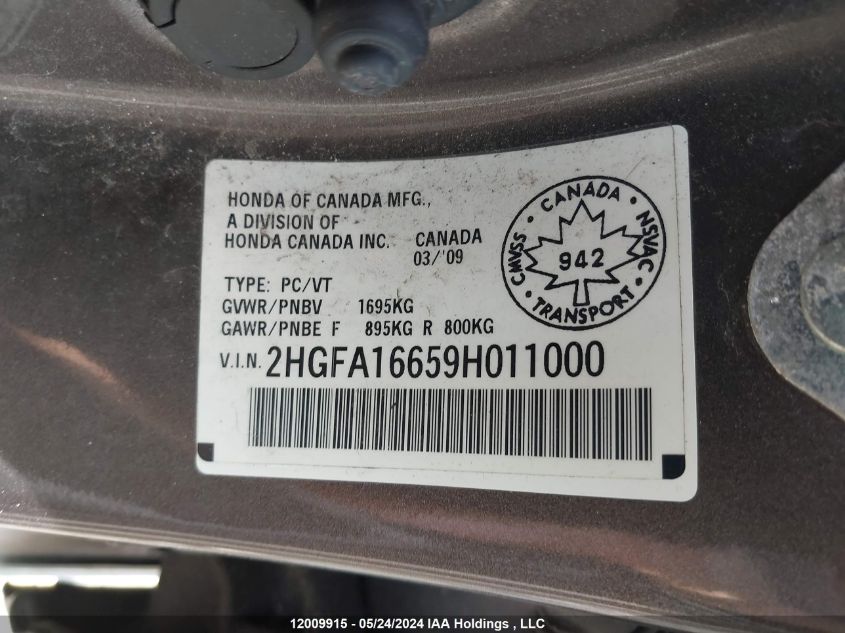 HONDA OF CANADA MFG.,
A DIVISION OF
HONDA CANADA INC. CANADA
03/'09
TYPE: PC/VT
GVWR/PNBV 1695KG
GAWR/PNBE F 895KG R 800KG
V.I.N. 2HGFA16659H011000
• CANADA •
CMVSS
NSVAC
942
• TRANSPORT •
12009915 - 05/24/2024 IAA Holdings , LLC